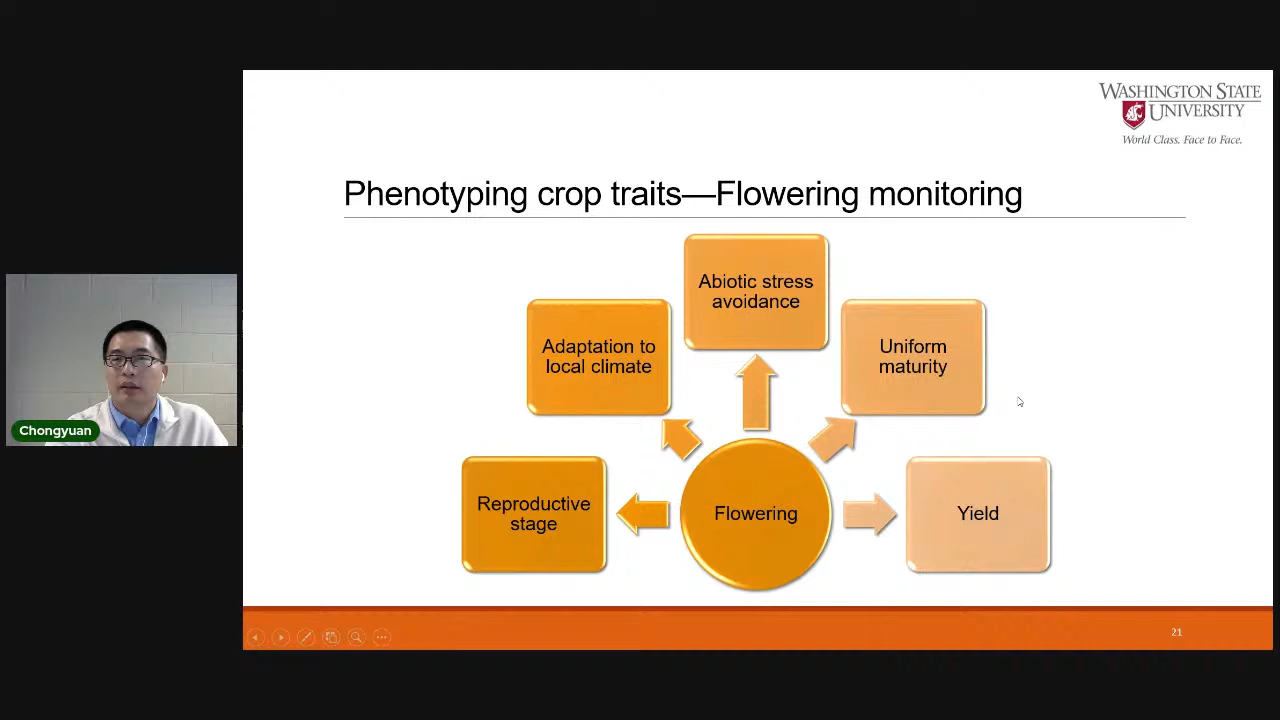 WASHINGTON STATE
UNIVERSITY
World Class. Face to Face.
Phenotyping crop traits—Flowering monitoring
Abiotic stress
avoidance
Adaptation to
local climate
Uniform
maturity
Chongyuan
Reproductive
stage
Flowering
Yield
21